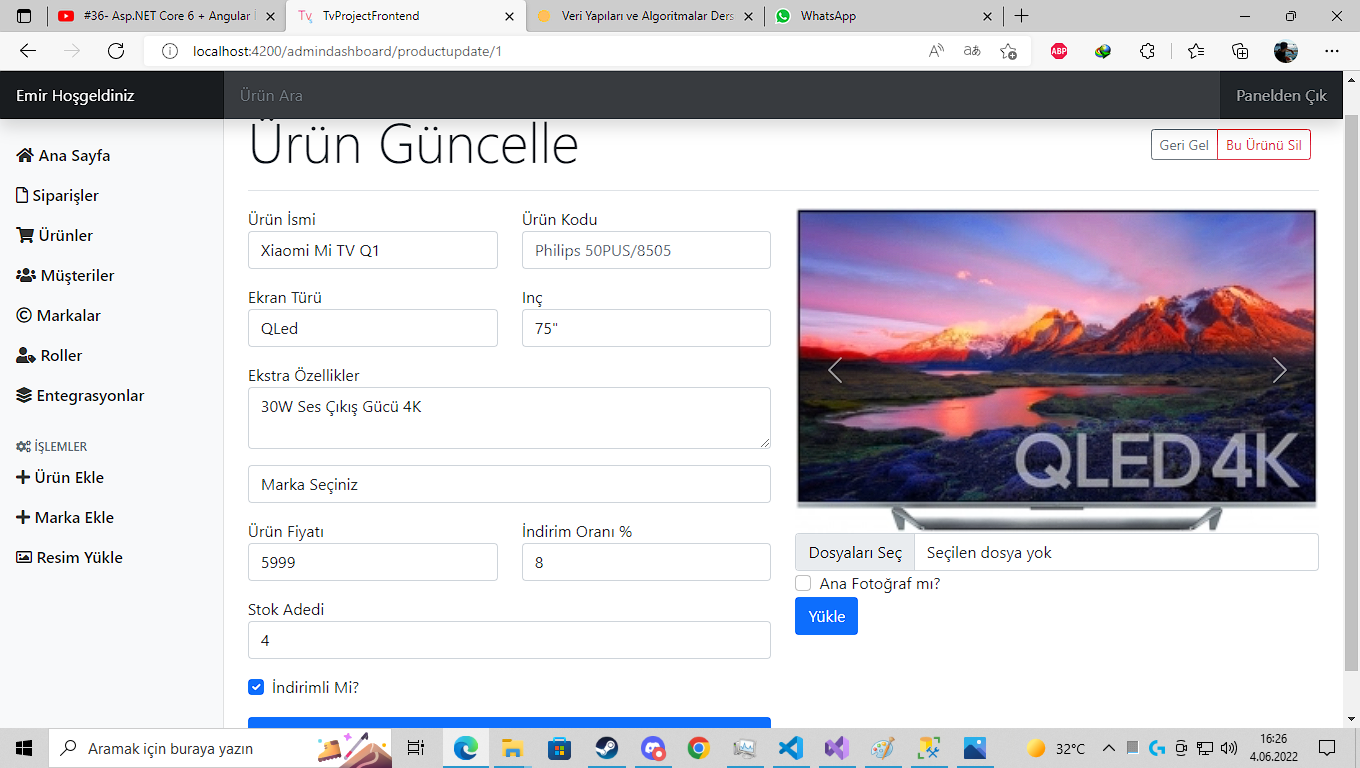 #36- Asp.NET Core 6 + Angular
TvProjectFrontend
Veri Yapıları ve Algoritmalar Ders
WhatsApp
localhost:4200/admindashboard/productupdate/1
aあ
ABP
Emir Hoşgeldiniz
Ürün Ara
Panelden Çık
Ana Sayfa
Siparişler
Ürünler
Müşteriler
Markalar
Roller
Entegrasyonlar
İŞLEMLER
Ürün Ekle
Marka Ekle
Resim Yükle
Ürün Güncelle
Geri Gel
Bu Ürünü Sil
Ürün İsmi
Ürün Kodu
Xiaomi Mi TV Q1
Philips 50PUS/8505
Ekran Türü
Inç
QLed
75"
Ekstra Özellikler
30W Ses Çıkış Gücü 4K
Marka Seçiniz
Ürün Fiyatı
İndirim Oranı %
5999
8
Stok Adedi
4
İndirimli Mi?
QLED 4K
Dosyaları Seç
Seçilen dosya yok
Ana Fotoğraf mı?
Yükle
Aramak için buraya yazın
32°C
16:26
4.06.2022